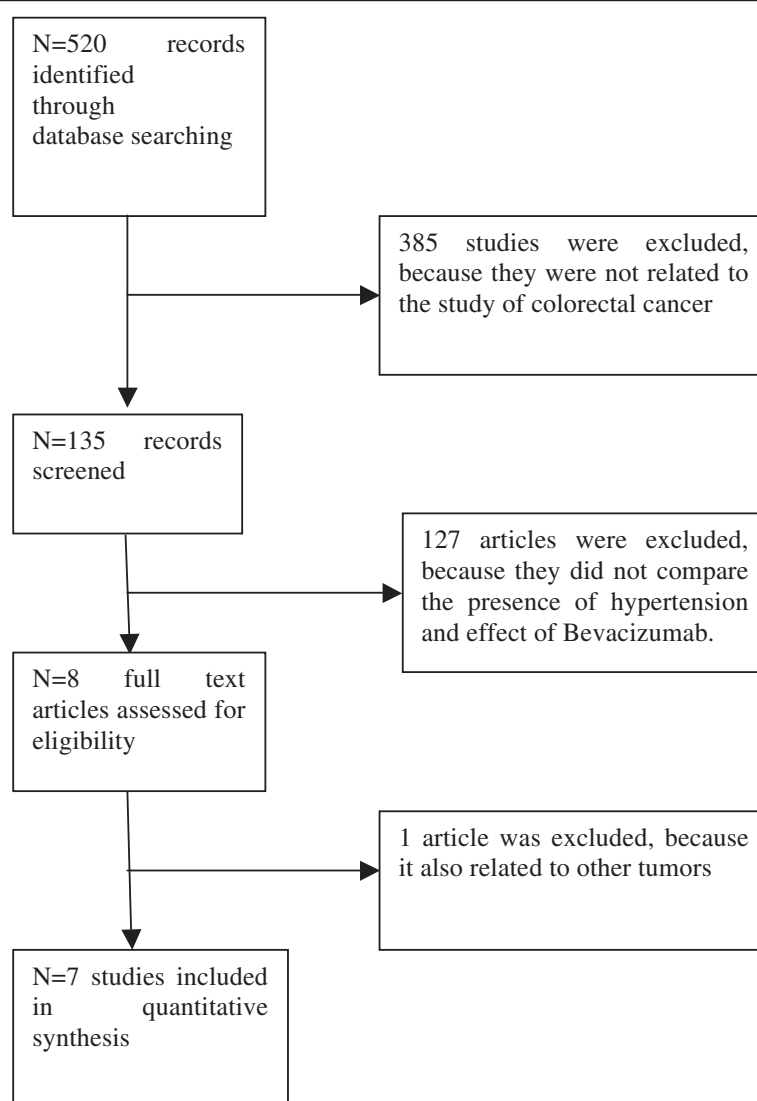 N=520 records
identified
through
database searching
385 studies were excluded,
because they were not related to
the study of colorectal cancer
N=135 records
screened
127 articles were excluded,
because they did not compare
the presence of hypertension
and effect of Bevacizumab.
N=8 full text
articles assessed for
eligibility
1 article was excluded, because
it also related to other tumors
N=7 studies included
in quantitative
synthesis